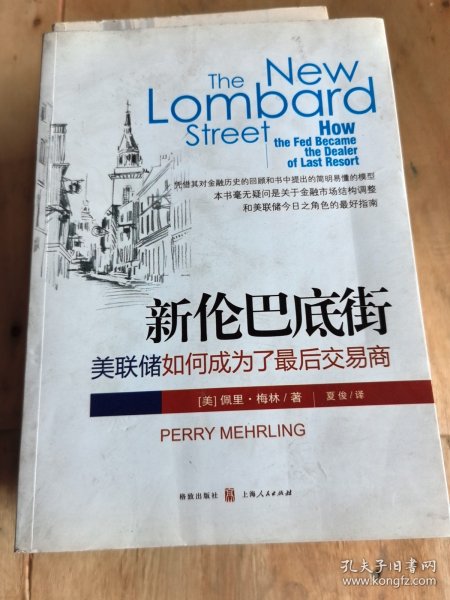 The New
Lombard
Street
How
the Fed Became
the Dealer
of Last Resort
凭借其对金融历史的回顾和书中提出的简明易懂的模型
本书毫无疑问是关于金融市场结构调整
和美联储今日之角色的最好指南
新伦巴底街
美联储如何成为了最后交易商
[美]佩里·梅林/著 夏俊/译
PERRY MEHRLING
格致出版社 上海人民出版社
孔夫子旧书网
www.kongfz.com